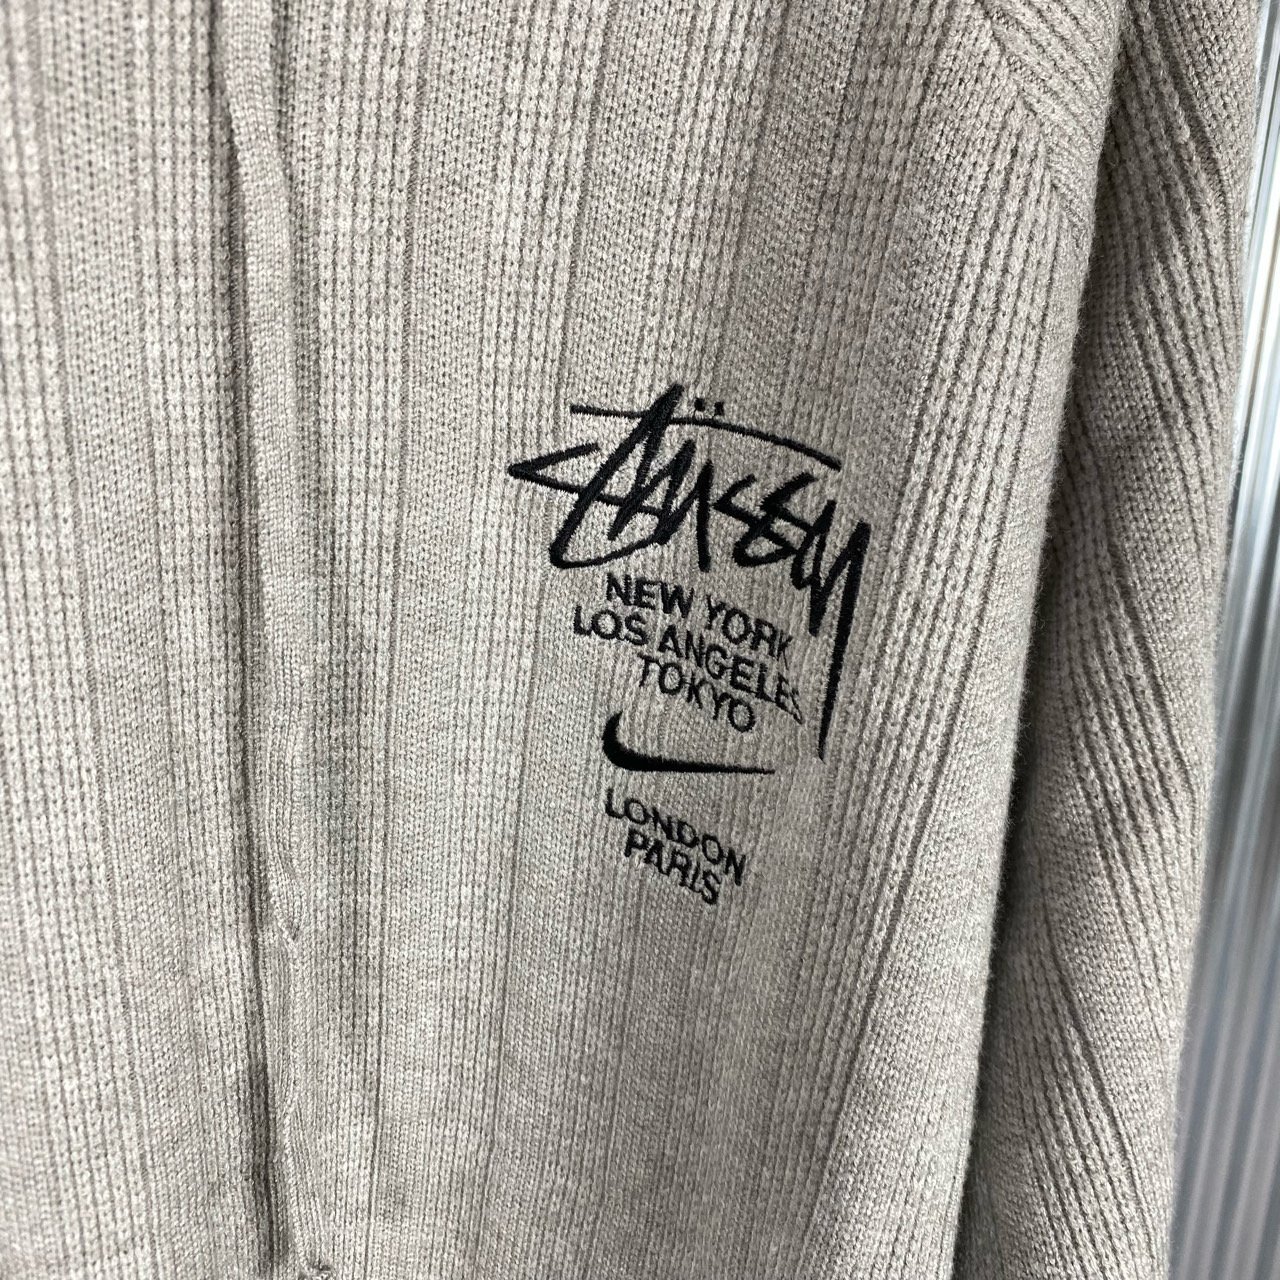 Stüssy
NEW YORK
LOS ANGELES
TOKYO
LONDON
PARIS